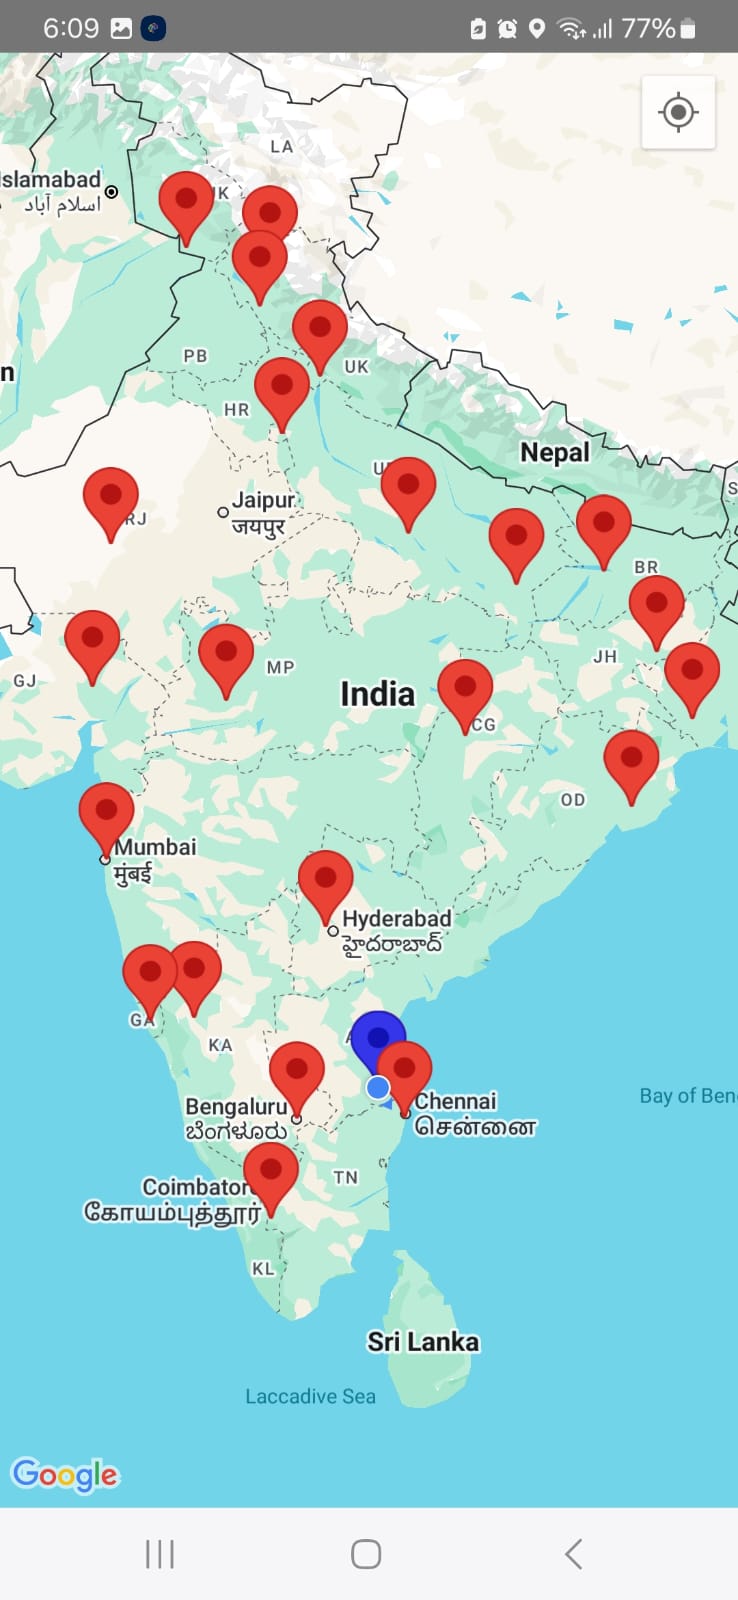 6:09
77%
LA
Islamabad
اسلام آباد
PB
UK
HR
Nepal
Jaipur
जयपुर
RJ
BR
GJ
MP
JH
India
CG
OD
Mumbai
मुंबई
Hyderabad
హైదరాబాద్
GA
KA
Bay of Ben
Bengaluru
ಬೆಂಗಳೂರು
Chennai
சென்னை
Coimbator
கோயம்புத்தூர்
TN
KL
Sri Lanka
Laccadive Sea
Google